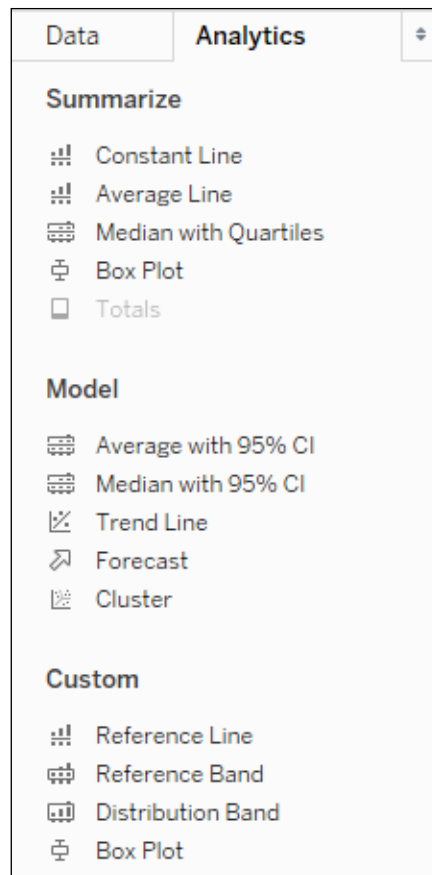 Data Analytics
Summarize
Constant Line
Average Line
Median with Quartiles
Box Plot
Totals
Model
Average with 95% CI
Median with 95% CI
Trend Line
Forecast
Cluster
Custom
Reference Line
Reference Band
Distribution Band
Box Plot